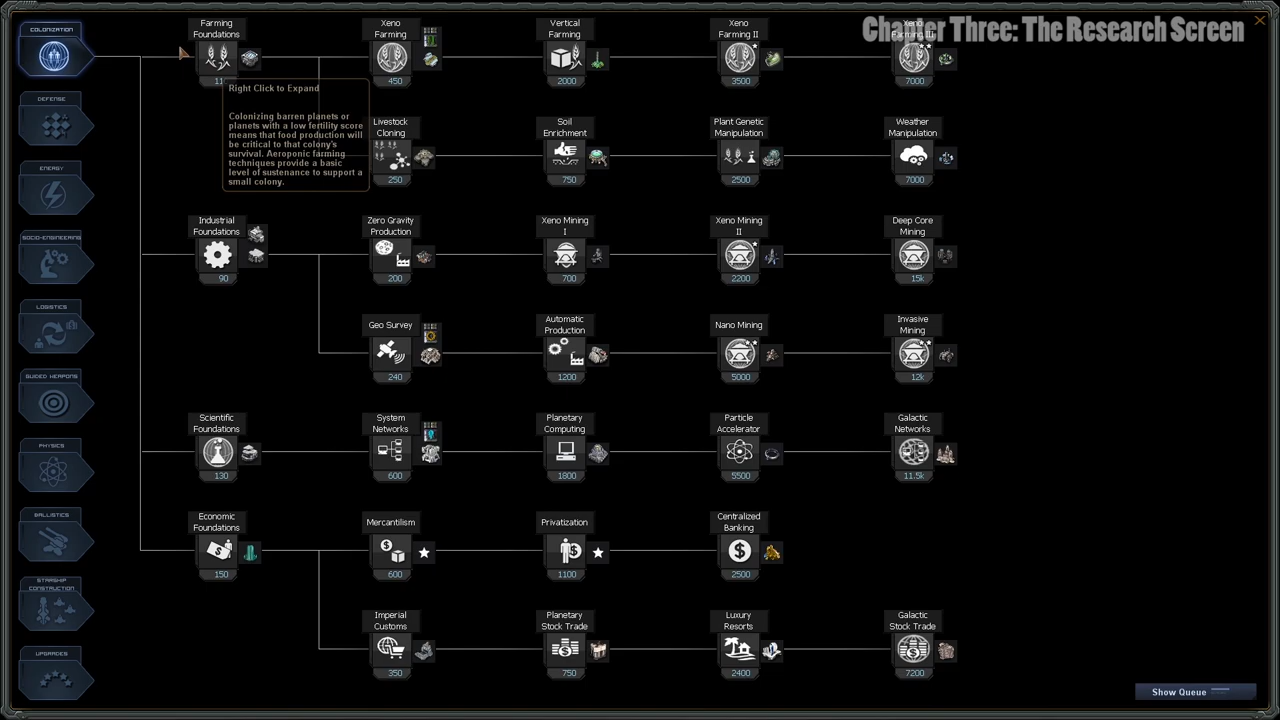 Chapter Three: The Research Screen
COLONIZATION
DEFENSE
ENERGY
SOCIO-ENGINEERING
LOGISTICS
GUIDED WEAPONS
PHYSICS
BALLISTICS
STARSHIP
CONSTRUCTION
UPGRADES
Farming
Foundations
Xeno
Farming
450
Vertical
Farming
2000
Xeno
Farming II
3500
Xeno
Farming III
7000
Right Click to Expand
Colonizing barren planets or
planets with a low fertility score
means that food production will
be critical to that colony's
survival. Aeroponic farming
techniques provide a basic
level of sustenance to support a
small colony.
Livestock
Cloning
250
Soil
Enrichment
750
Plant Genetic
Manipulation
2500
Weather
Manipulation
7000
Industrial
Foundations
90
Zero Gravity
Production
200
Xeno Mining
I
700
Xeno Mining
II
2200
Deep Core
Mining
15k
Geo Survey
240
Automatic
Production
1200
Nano Mining
5000
Invasive
Mining
12k
Scientific
Foundations
130
System
Networks
600
Planetary
Computing
1800
Particle
Accelerator
5500
Galactic
Networks
11.5k
Economic
Foundations
150
Mercantilism
600
Privatization
1100
Centralized
Banking
2500
Imperial
Customs
350
Planetary
Stock Trade
750
Luxury
Resorts
2400
Galactic
Stock Trade
7200
Show Queue